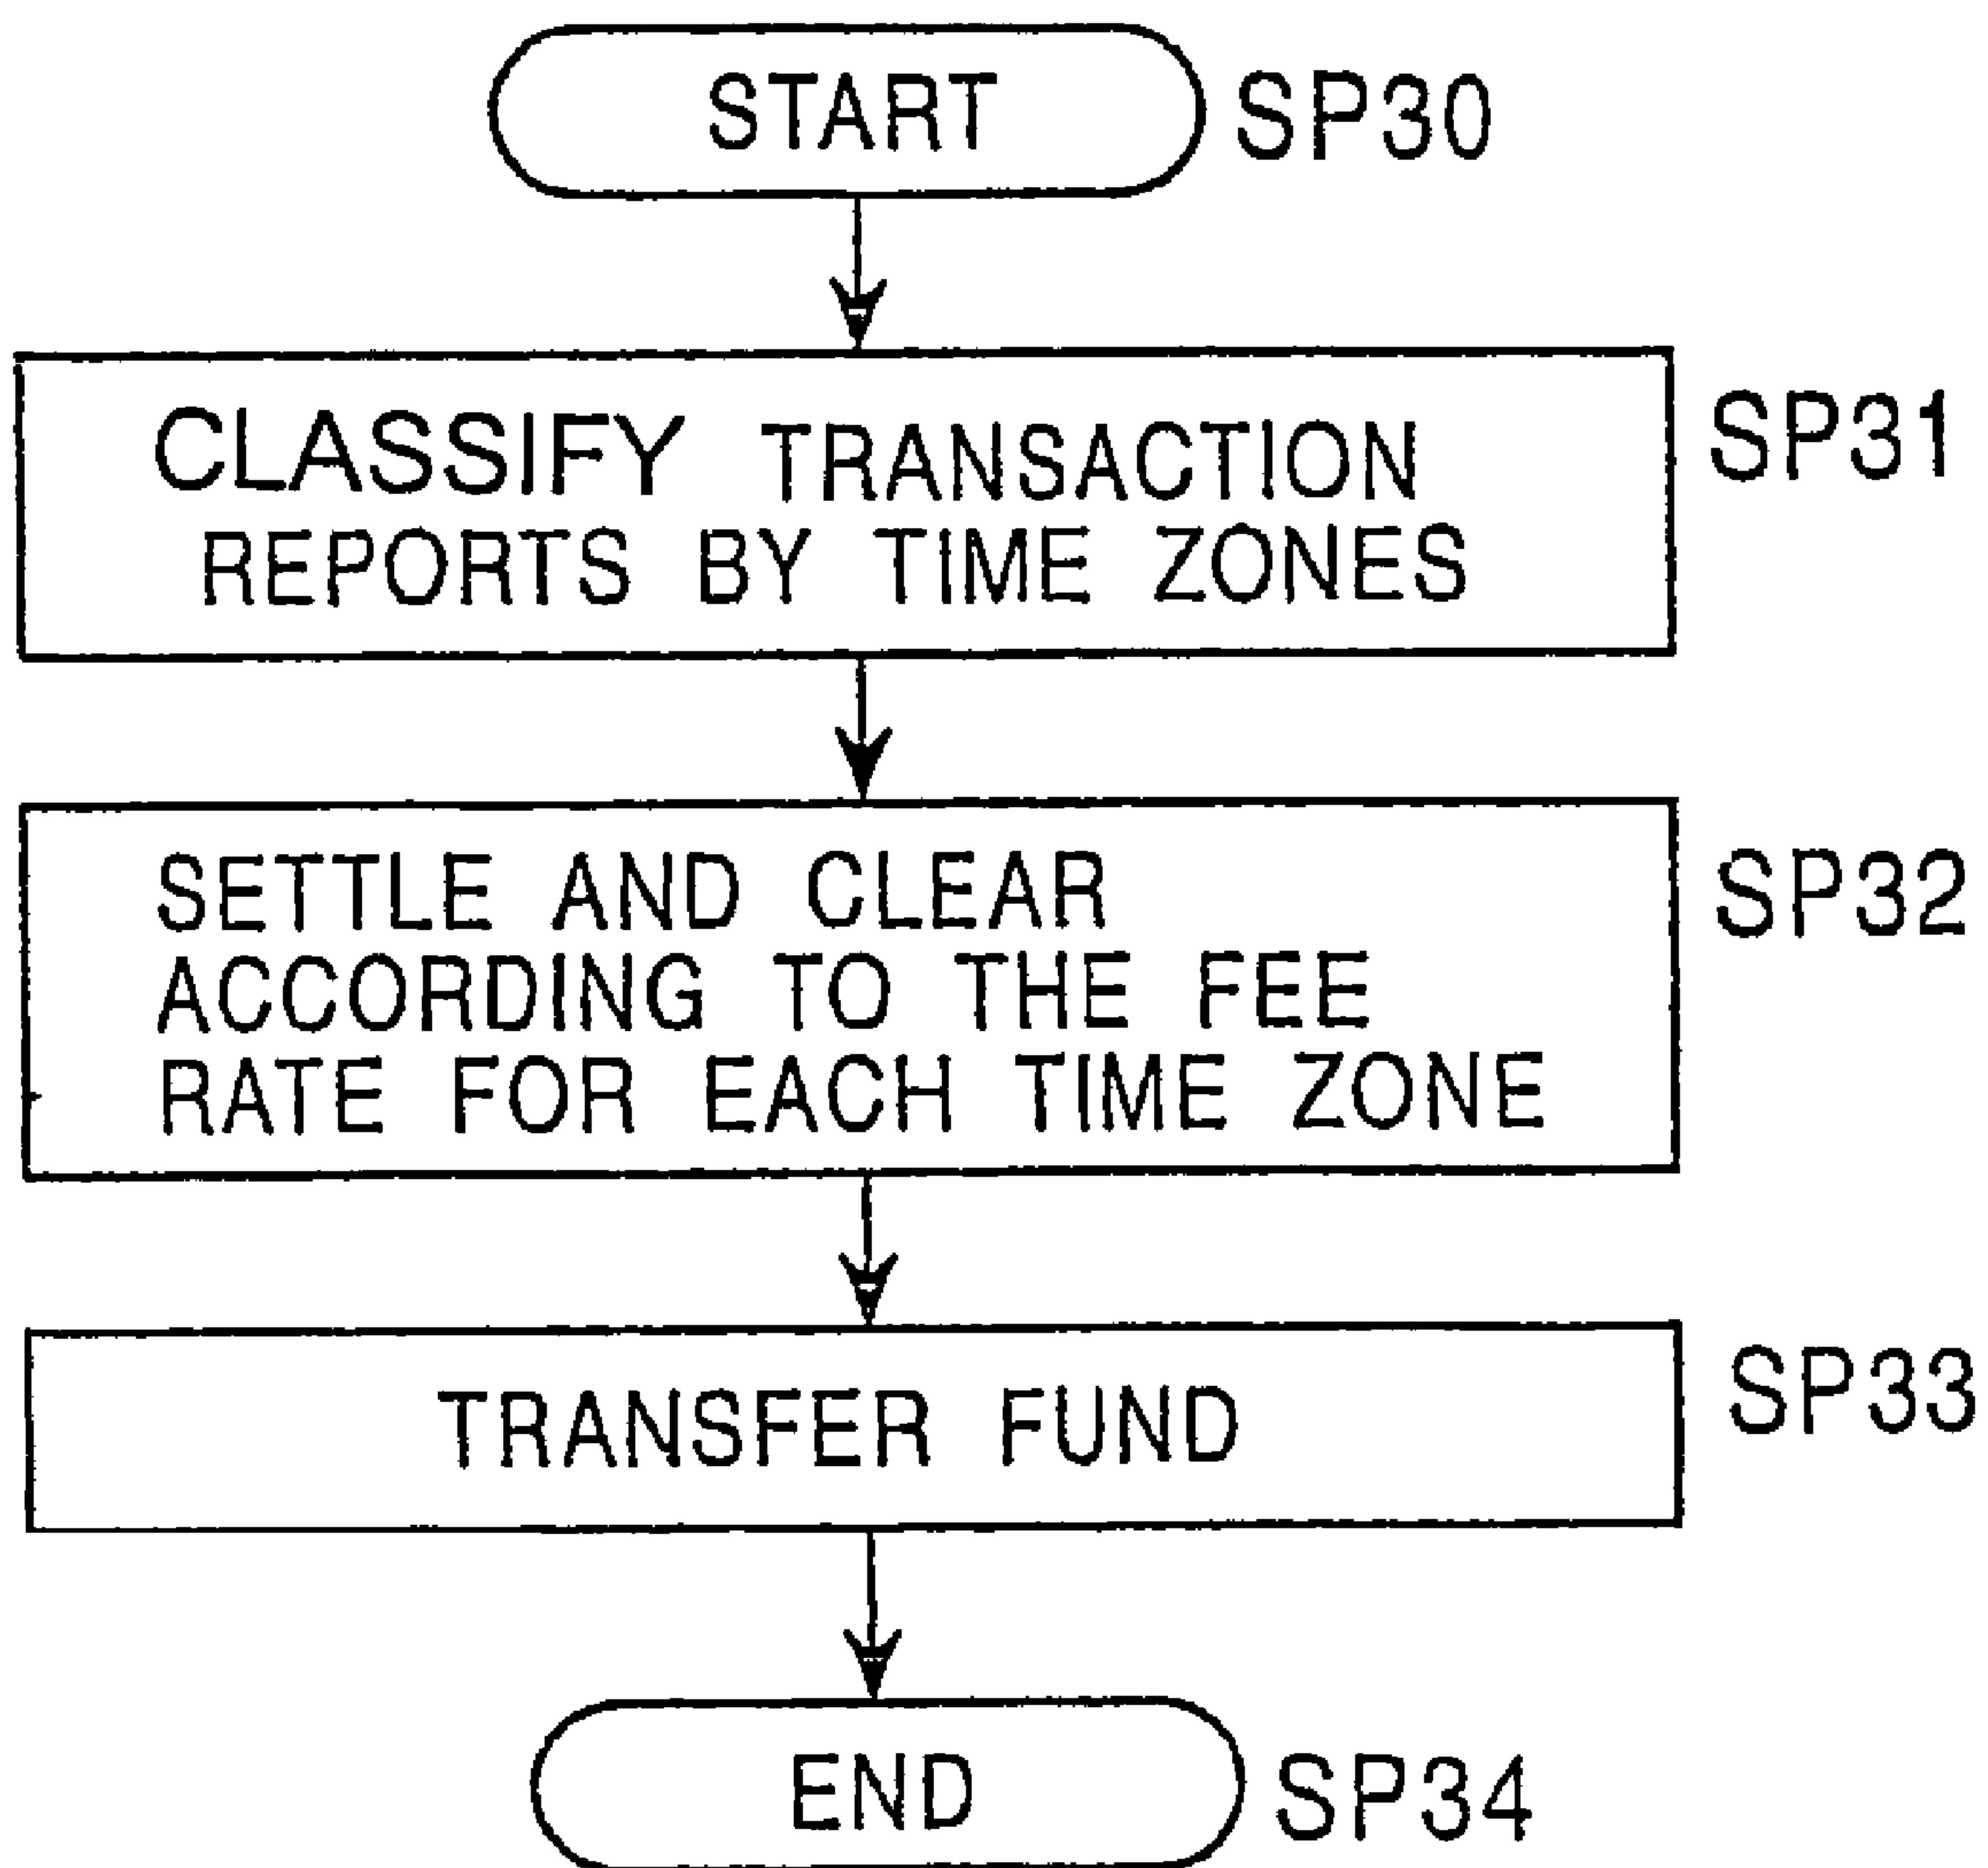 START SP30
CLASSIFY TRANSACTION SP31
REPORTS BY TIME ZONES
SETTLE AND CLEAR SP32
ACCORDING TO THE FEE
RATE FOR EACH TIME ZONE
TRANSFER FUND SP33
END SP34